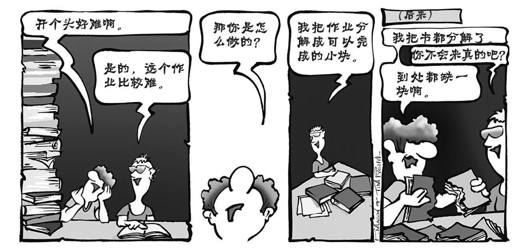 开个头好难啊。
是的，这个作
业比较难。
那你是怎
么做的？
我把作业分
解成可以完
成的小块。
(后来)
我把书都分解了
你不会来真的吧？
到处都缺一
块啊。